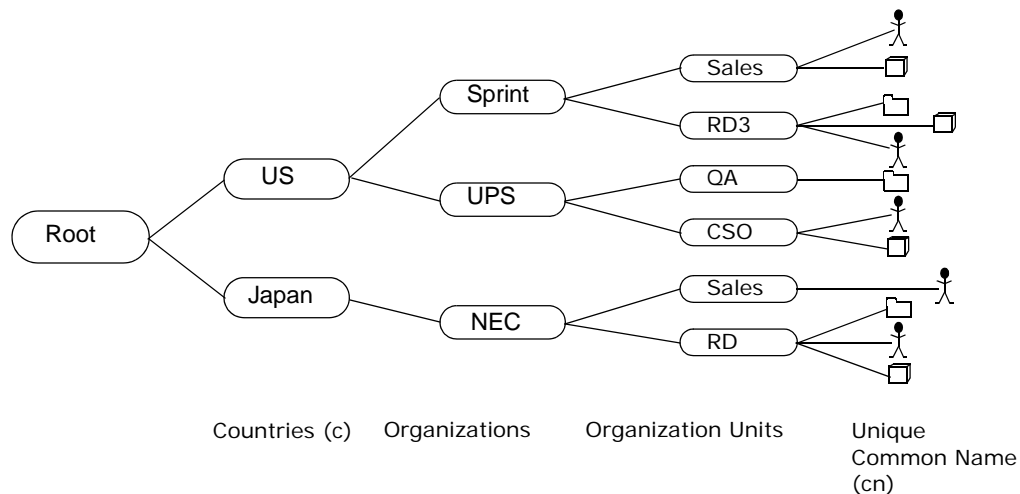 Root
US
Japan
Sprint
UPS
NEC
Sales
RD3
QA
CSO
Sales
RD
Countries (c)
Organizations
Organization Units
Unique
Common Name
(cn)